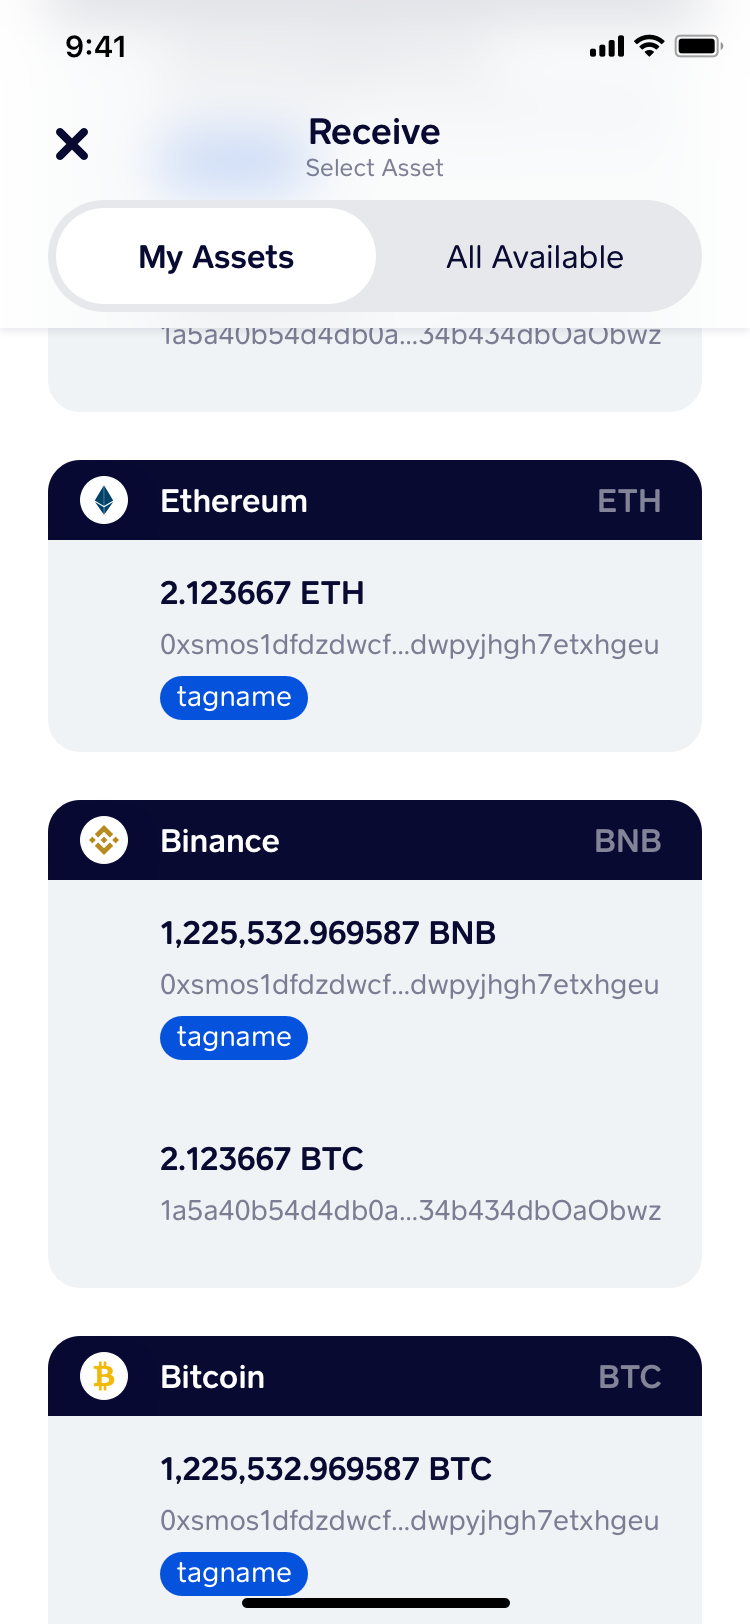 9:41
Receive
Select Asset
My Assets All Available
1a5a40b54d4db0a...34b434dbOaObwz
Ethereum ETH
2.123667 ETH
0xsmos1dfdzdwcf...dwpyjhgh7etxhgeu
tagname
Binance BNB
1,225,532.969587 BNB
0xsmos1dfdzdwcf...dwpyjhgh7etxhgeu
tagname
2.123667 BTC
1a5a40b54d4db0a...34b434dbOaObwz
Bitcoin BTC
1,225,532.969587 BTC
0xsmos1dfdzdwcf...dwpyjhgh7etxhgeu
tagname